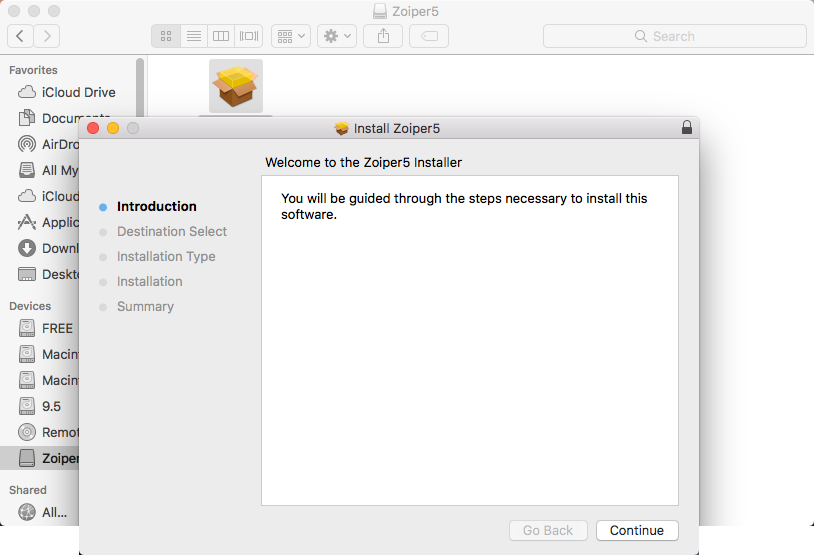 Zoiper5
Search
Favorites
iCloud Drive
AirDro
All My
iCloud
Applic
Downl
Deskto
Devices
FREE
Macin
Macin
9.5
Remot
Zoiper
Shared
All...
Install Zoiper5
Welcome to the Zoiper5 Installer
Introduction
Destination Select
Installation Type
Installation
Summary
You will be guided through the steps necessary to install this
software.
Go Back
Continue